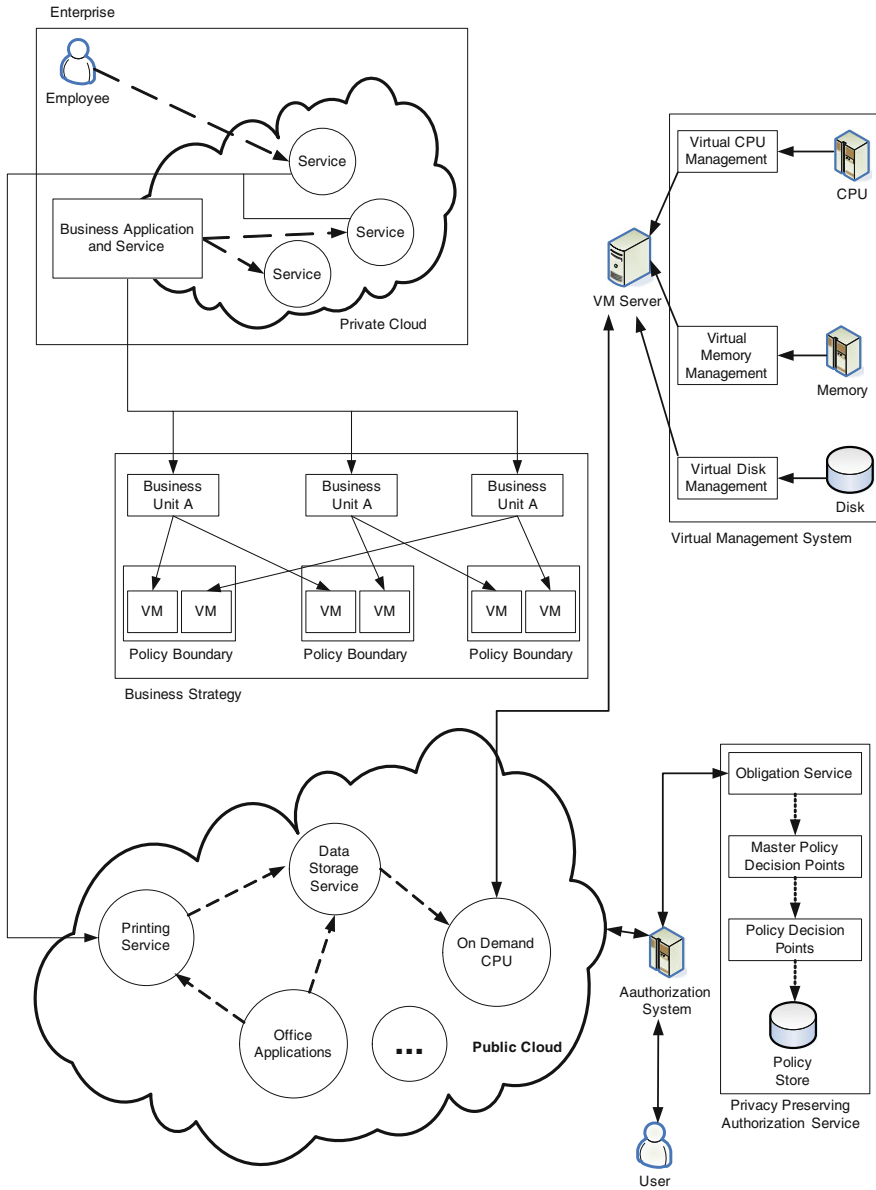 Enterprise
Employee
Service
Business Application
and Service
Service
Service
Private Cloud
Virtual CPU
Management
CPU
VM Server
Virtual
Memory
Management
Memory
Virtual Disk
Management
Disk
Virtual Management System
Business
Unit A
Business
Unit A
Business
Unit A
VM
VM
VM
VM
VM
VM
Policy Boundary
Policy Boundary
Policy Boundary
Business Strategy
Data
Storage
Service
Printing
Service
On Demand
CPU
Office
Applications
...
Public Cloud
Aauthorization
System
User
Obligation Service
Master Policy
Decision Points
Policy Decision
Points
Policy
Store
Privacy Preserving
Authorization Service